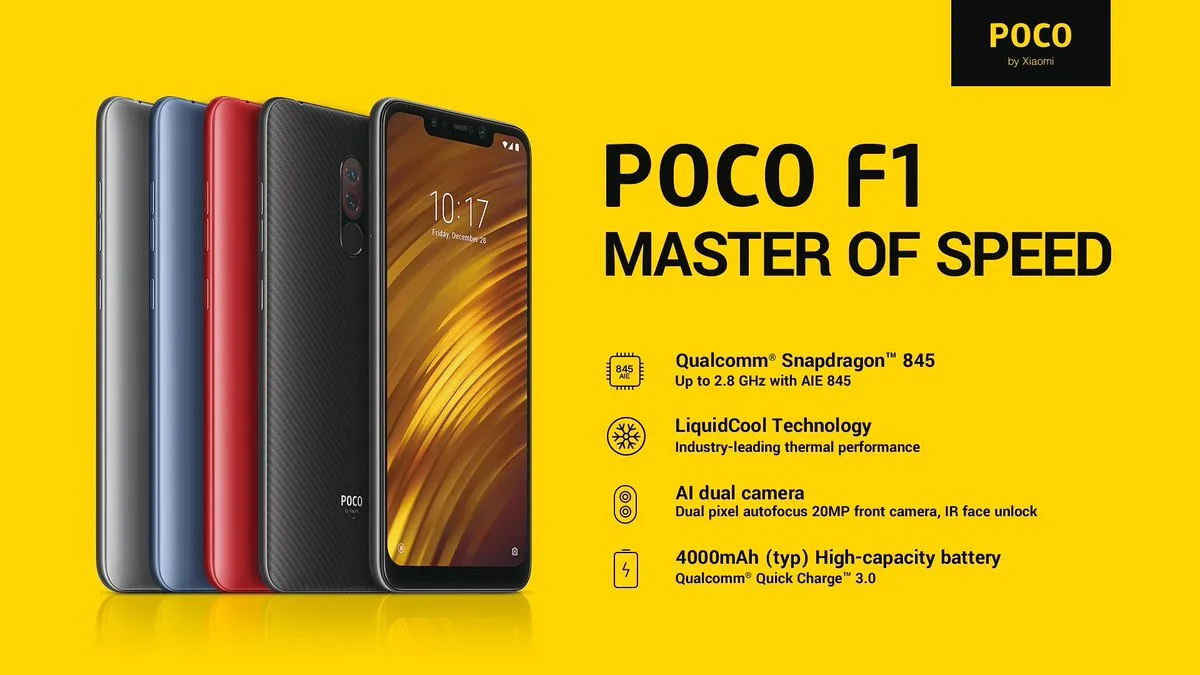 POCO
by Xiaomi
10:17
Friday, December 28
POCO
by Xiaomi
POCO F1
MASTER OF SPEED
845
AIE
Qualcomm® Snapdragon™ 845
Up to 2.8 GHz with AIE 845
LiquidCool Technology
Industry-leading thermal performance
AI dual camera
Dual pixel autofocus 20MP front camera, IR face unlock
4000mAh (typ) High-capacity battery
Qualcomm® Quick Charge™ 3.0